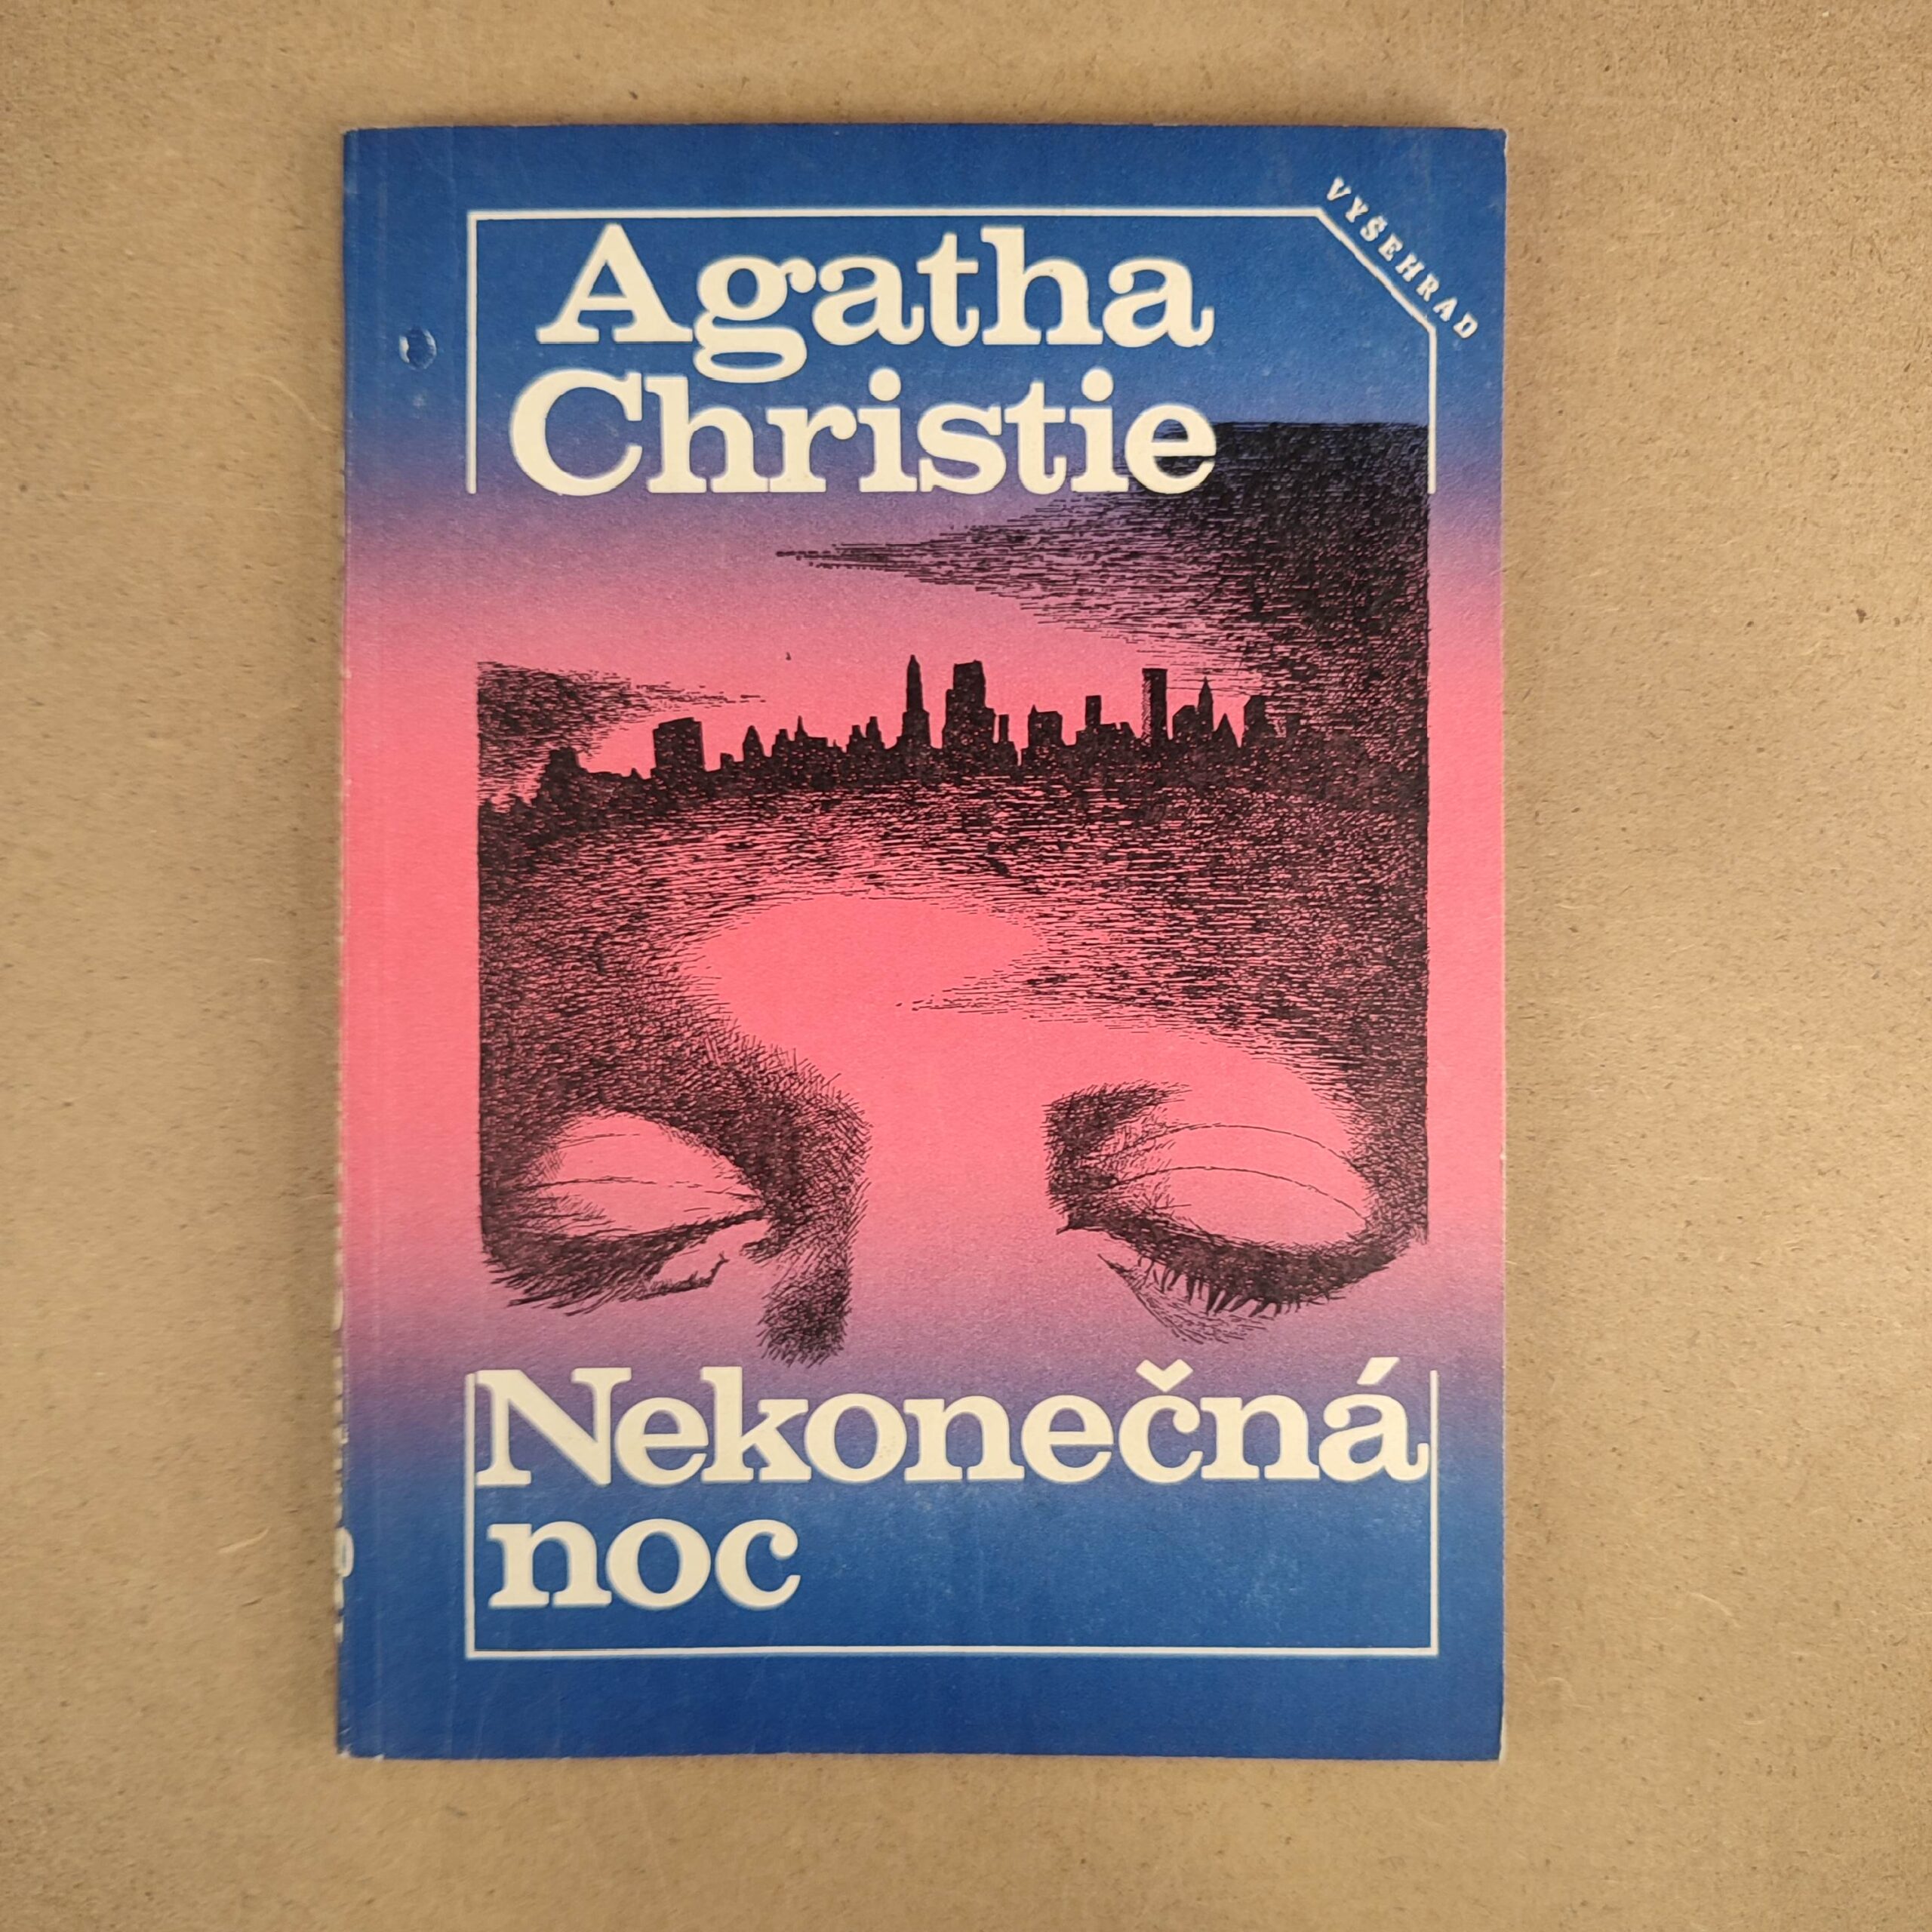 VYŠEHRAD
Agatha
Christie
Nekonečná
noc